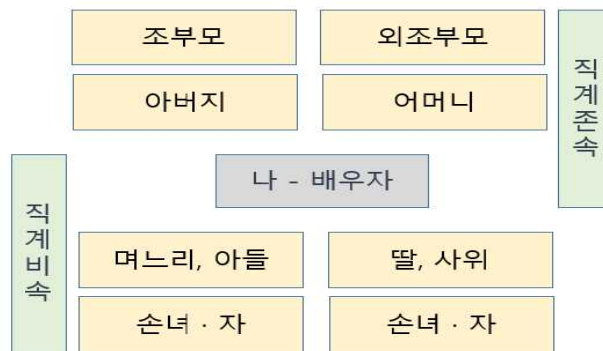 조부모
외조부모
직계존속
아버지
어머니
나 - 배우자
직계비속
며느리, 아들
딸, 사위
손녀 · 자
손녀 · 자